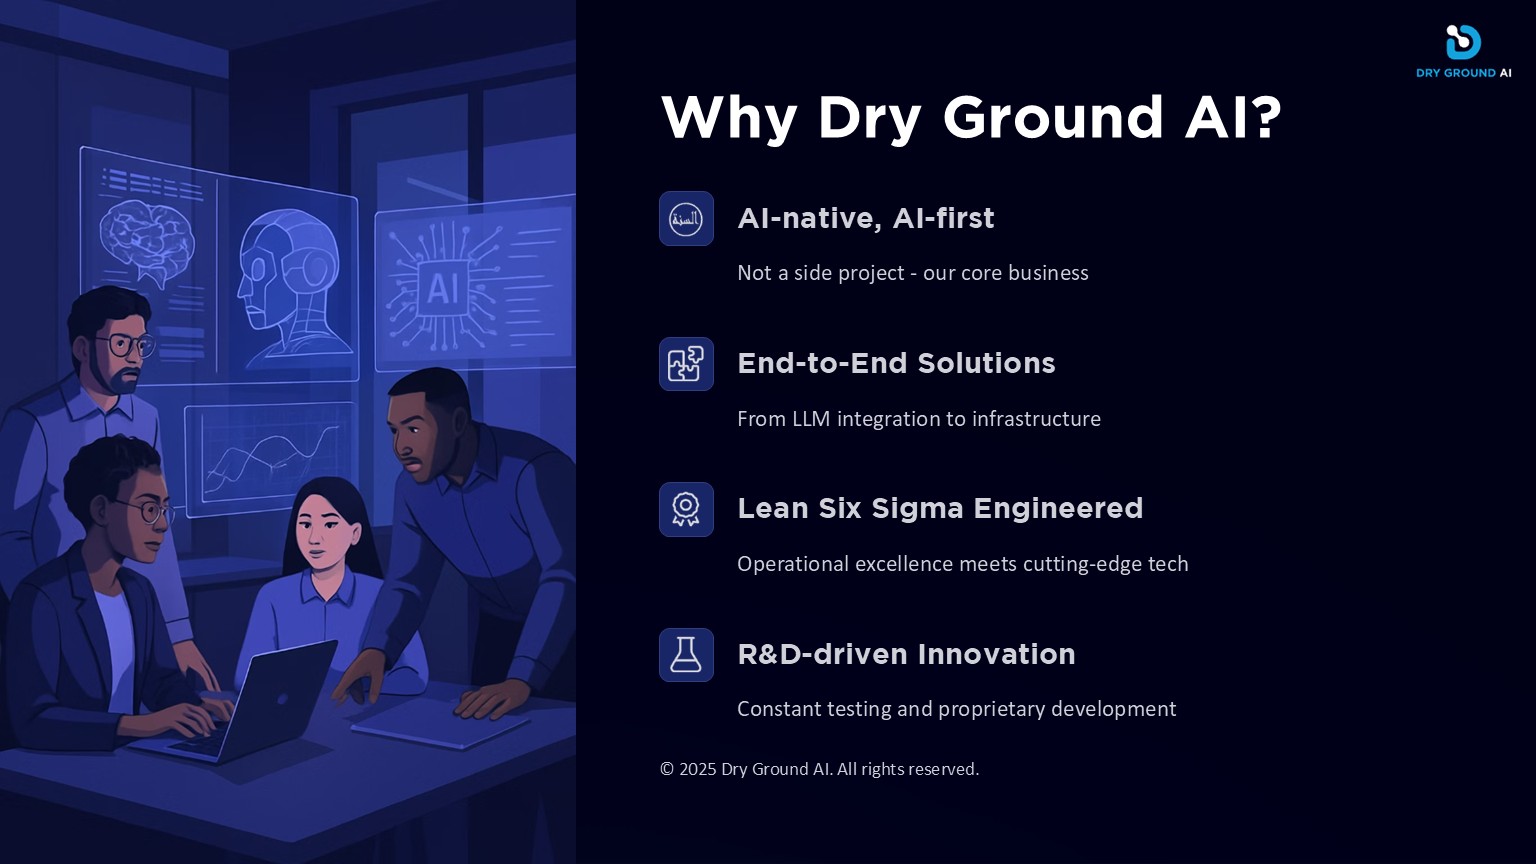 DRY GROUND AI
Why Dry Ground AI?
السنة
AI-native, AI-first
Not a side project - our core business
End-to-End Solutions
From LLM integration to infrastructure
Lean Six Sigma Engineered
Operational excellence meets cutting-edge tech
R&D-driven Innovation
Constant testing and proprietary development
© 2025 Dry Ground AI. All rights reserved.
AI